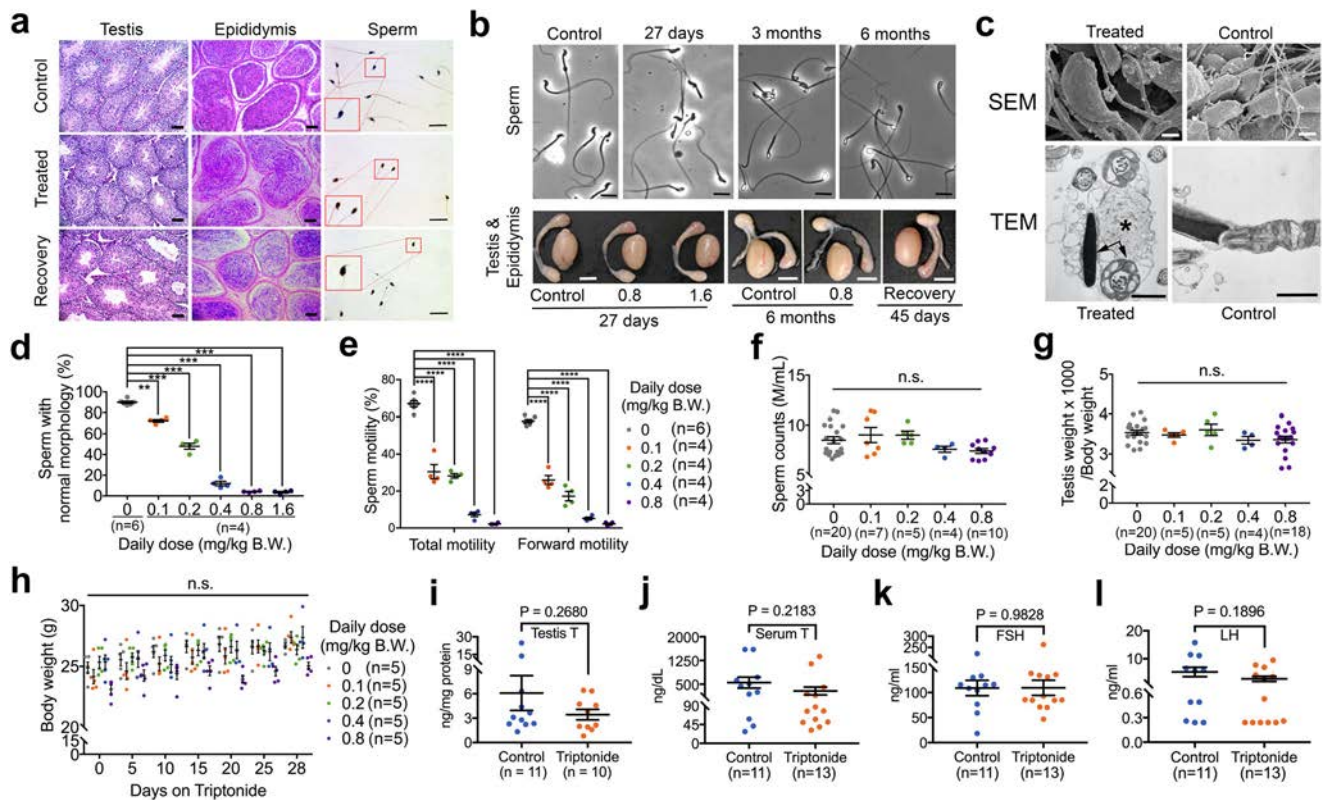 a
Testis Epididymis Sperm
Control
Treated
Recovery
b
Control 27 days 3 months 6 months
Sperm
Testis &
Epididymis
Control 0.8 1.6 Control 0.8 Recovery
27 days 6 months 45 days
c
Treated Control
SEM
TEM
*
Treated Control
d
Sperm with
normal morphology (%)
100
80
60
40
20
0
** *** *** *** ***
0 0.1 0.2 0.4 0.8 1.6
(n=6) (n=4)
Daily dose (mg/kg B.W.)
e
Sperm motility (%)
80
60
40
20
0
**** **** **** ****
**** **** **** ****
Total motility Forward motility
Daily dose
(mg/kg B.W.)
0 (n=6)
0.1 (n=4)
0.2 (n=4)
0.4 (n=4)
0.8 (n=4)
f
Sperm counts (M/mL)
n.s.
15
10
5
2
0
0 0.1 0.2 0.4 0.8
(n=20) (n=7) (n=5) (n=4) (n=10)
Daily dose (mg/kg B.W.)
g
Testis weight x 1000
/Body weight
n.s.
5
4
3
2
1
0
0 0.1 0.2 0.4 0.8
(n=20) (n=5) (n=5) (n=4) (n=18)
Daily dose (mg/kg B.W.)
h
Body weight (g)
n.s.
30
25
20
15
0
0 5 10 15 20 25 28
Days on Triptonide
Daily dose
(mg/kg B.W.)
0 (n=5)
0.1 (n=5)
0.2 (n=5)
0.4 (n=5)
0.8 (n=5)
i
P = 0.2680
Testis T
ng/mg protein
30
15
9
6
3
0
Control Triptonide
(n = 11) (n = 10)
j
P = 0.2183
Serum T
ng/dL
2000
1500
500
90
45
0
Control Triptonide
(n=11) (n=13)
k
P = 0.9828
FSH
ng/ml
300
250
150
100
50
0
Control Triptonide
(n=11) (n=13)
l
P = 0.1896
LH
ng/ml
20
10
0.6
0.3
0.0
Control Triptonide
(n=11) (n=13)